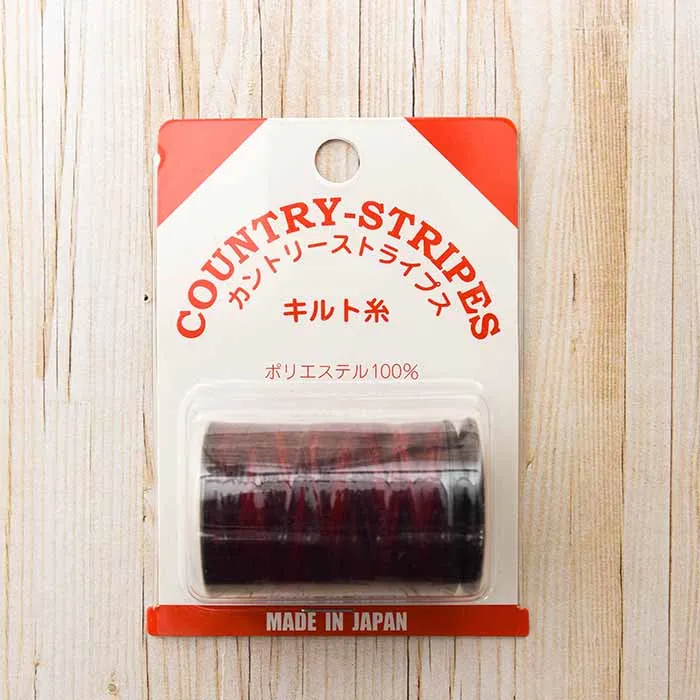 COUNTRY-STRIPES
カントリーストライプス
キルト糸
ポリエステル100%
MADE IN JAPAN